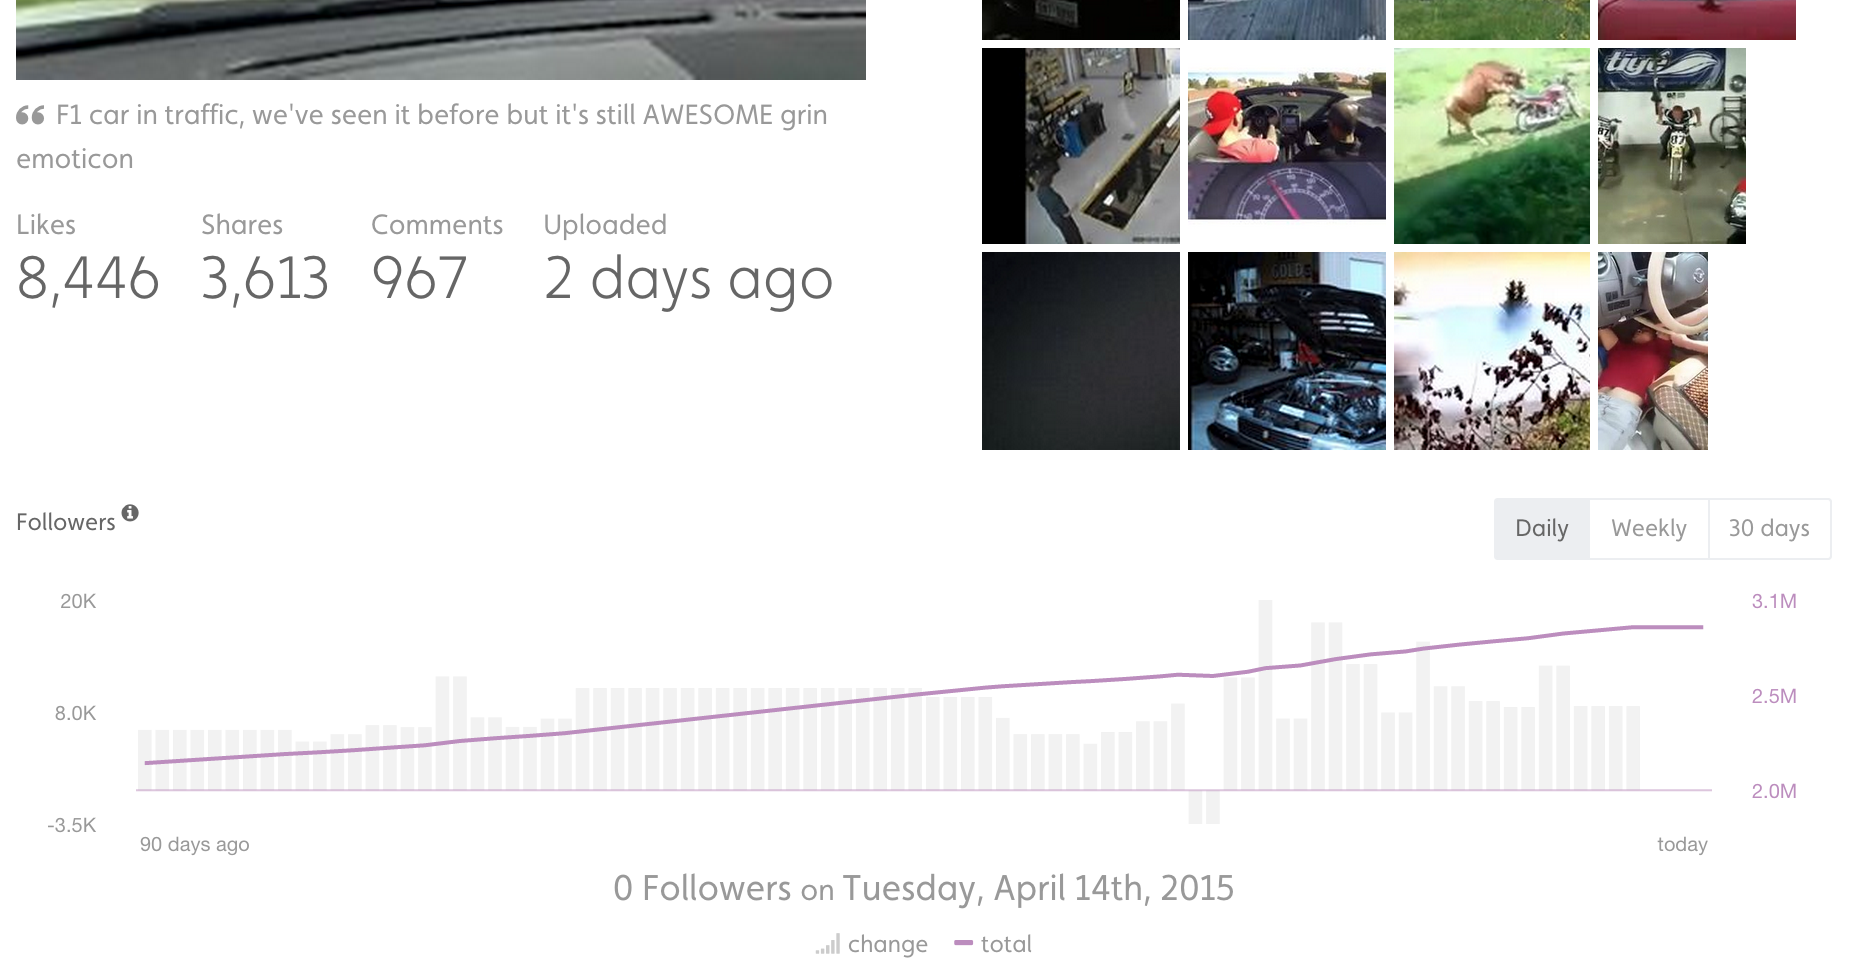 ❝ F1 car in traffic, we've seen it before but it's still AWESOME grin
emoticon
Likes Shares Comments Uploaded
8,446 3,613 967 2 days ago
GOLDS
Followers
Daily Weekly 30 days
20K
8.0K
-3.5K
3.1M
2.5M
2.0M
90 days ago
today
0 Followers on Tuesday, April 14th, 2015
change total